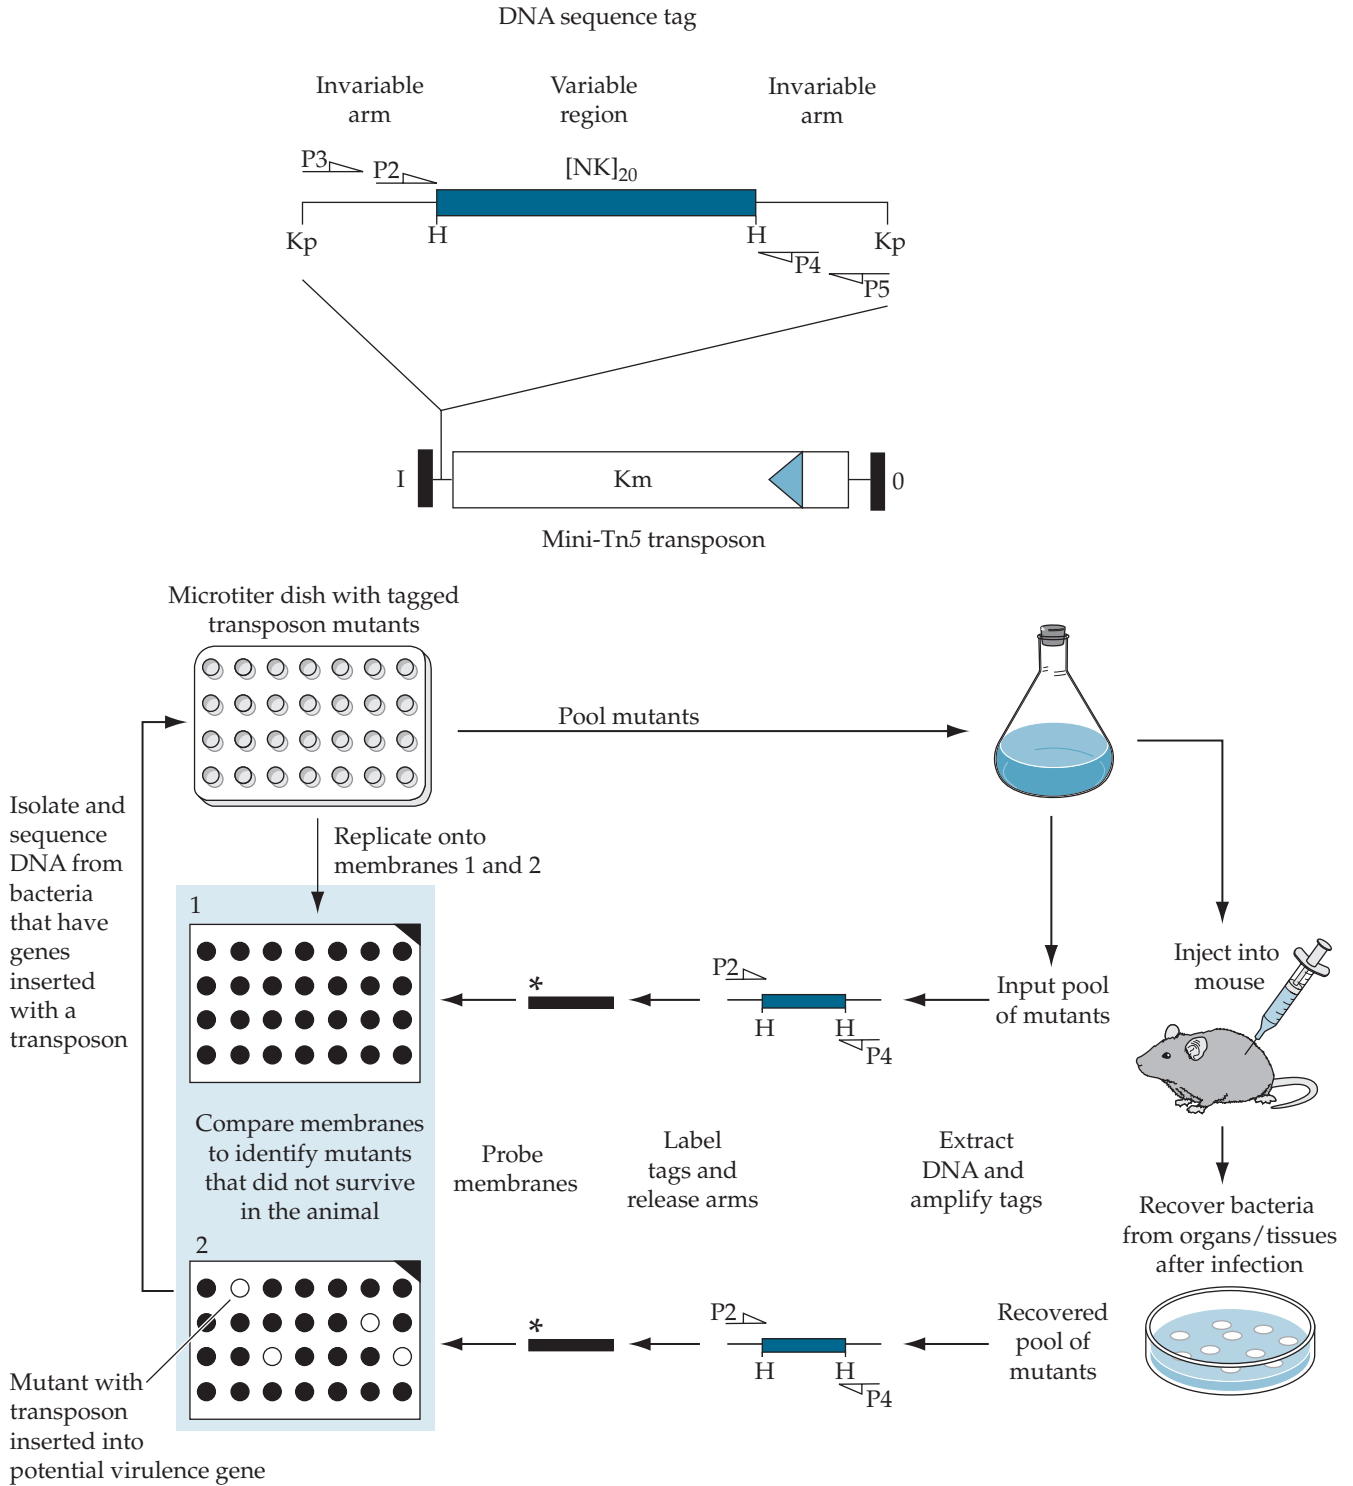 DNA sequence tag
Invariable
arm
Variable
region
Invariable
arm
P3
P2
[NK]20
Kp
H
H
Kp
P4
P5
I
Km
0
Mini-Tn5 transposon
Microtiter dish with tagged
transposon mutants
Pool mutants
Isolate and
sequence
DNA from
bacteria
that have
genes
inserted
with a
transposon
Replicate onto
membranes 1 and 2
1
*
P2
H
H
P4
Input pool
of mutants
Inject into
mouse
Compare membranes
to identify mutants
that did not survive
in the animal
Probe
membranes
Label
tags and
release arms
Extract
DNA and
amplify tags
Recover bacteria
from organs/tissues
after infection
2
*
P2
H
H
P4
Recovered
pool of
mutants
Mutant with
transposon
inserted into
potential virulence gene